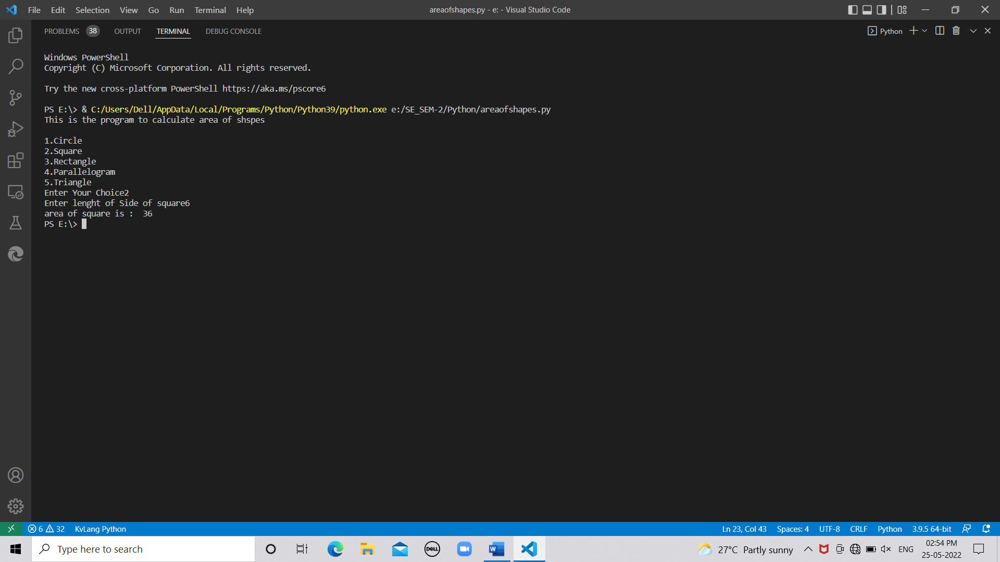 File Edit Selection View Go Run Terminal Help areaofshapes.py - e: - Visual Studio Code
PROBLEMS 38 OUTPUT TERMINAL DEBUG CONSOLE Python
Windows PowerShell
Copyright (C) Microsoft Corporation. All rights reserved.
Try the new cross-platform PowerShell https://aka.ms/pscore6
PS E:\> & C:/Users/Dell/AppData/Local/Programs/Python/Python39/python.exe e:/SE_SEM-2/Python/areaofshapes.py
This is the program to calculate area of shspes
1.Circle
2.Square
3.Rectangle
4.Parallelogram
5.Triangle
Enter Your Choice2
Enter lenght of Side of square6
area of square is :  36
PS E:\>
6 32 KvLang Python Ln 23, Col 43 Spaces: 4 UTF-8 CRLF Python 3.9.5 64-bit
Type here to search DELL W 27°C Partly sunny ENG 02:54 PM
25-05-2022